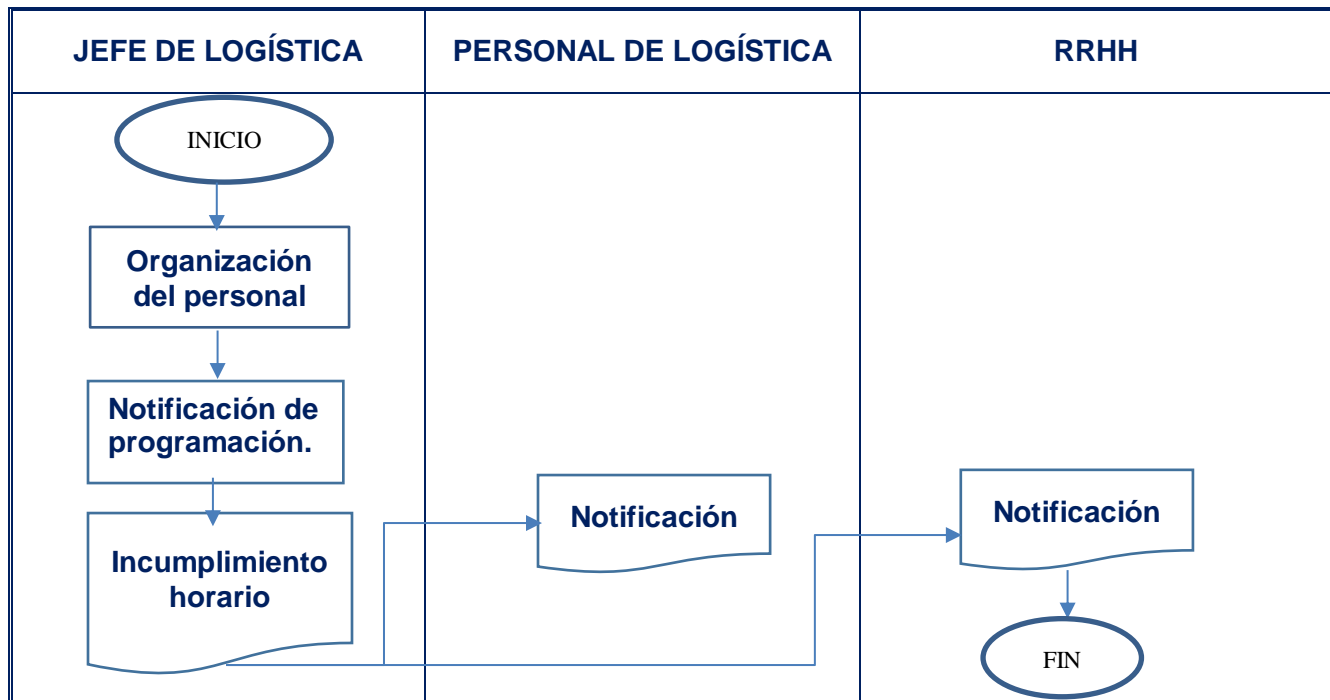 JEFE DE LOGÍSTICA
PERSONAL DE LOGÍSTICA
RRHH
INICIO
Organización
del personal
Notificación de
programación.
Incumplimiento
horario
Notificación
Notificación
FIN